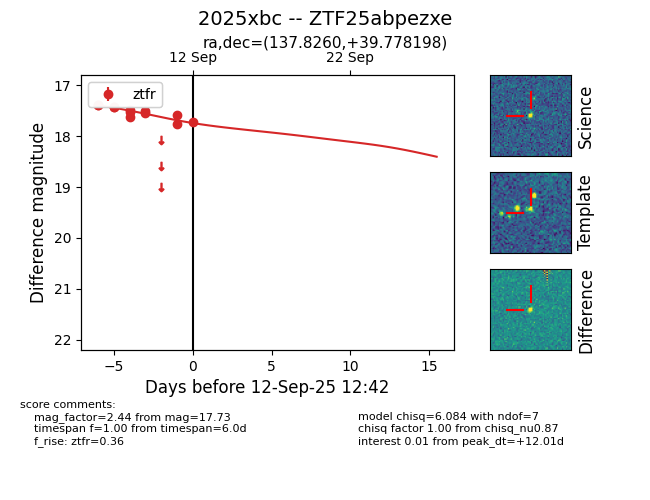 2025xbc -- ZTF25abpezxe
ra,dec=(137.8260,+39.778198)
12 Sep 22 Sep
ztfr
17
18
19
20
21
22
Difference magnitude
−5 0 5 10 15
Days before 12-Sep-25 12:42
Science
Template
Difference
score comments:
mag_factor=2.44 from mag=17.73
timespan f=1.00 from timespan=6.0d
f_rise: ztfr=0.36
model chisq=6.084 with ndof=7
chisq factor 1.00 from chisq_nu0.87
interest 0.01 from peak_dt=+12.01d